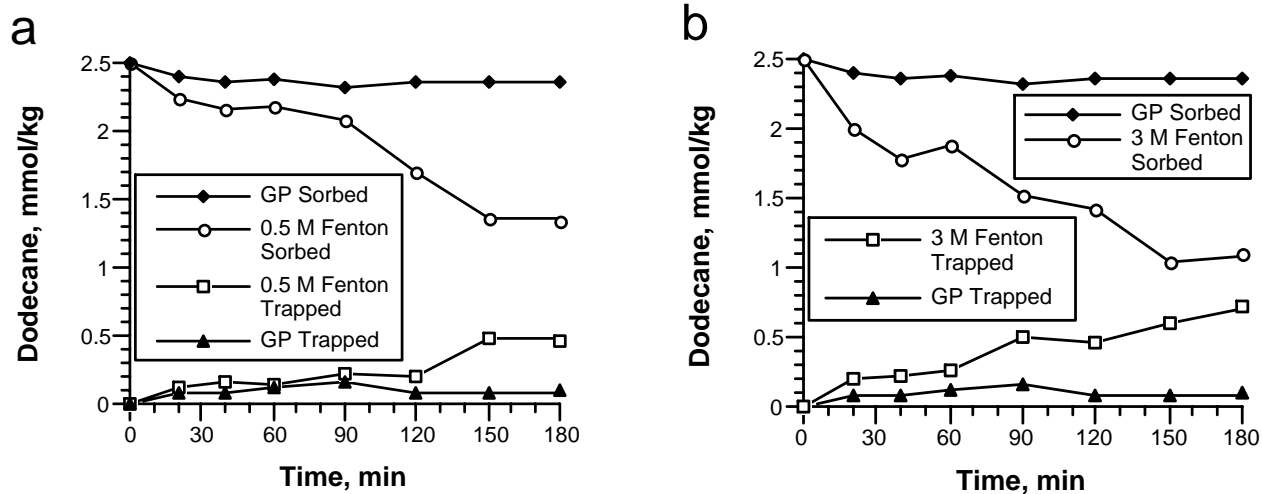 a
2.5
2
1.5
1
0.5
0
Dodecane, mmol/kg
GP Sorbed
0.5 M Fenton
Sorbed
0.5 M Fenton
Trapped
GP Trapped
0 30 60 90 120 150 180
Time, min
b
2.5
2
1.5
1
0.5
0
Dodecane, mmol/kg
GP Sorbed
3 M Fenton
Sorbed
3 M Fenton
Trapped
GP Trapped
0 30 60 90 120 150 180
Time, min